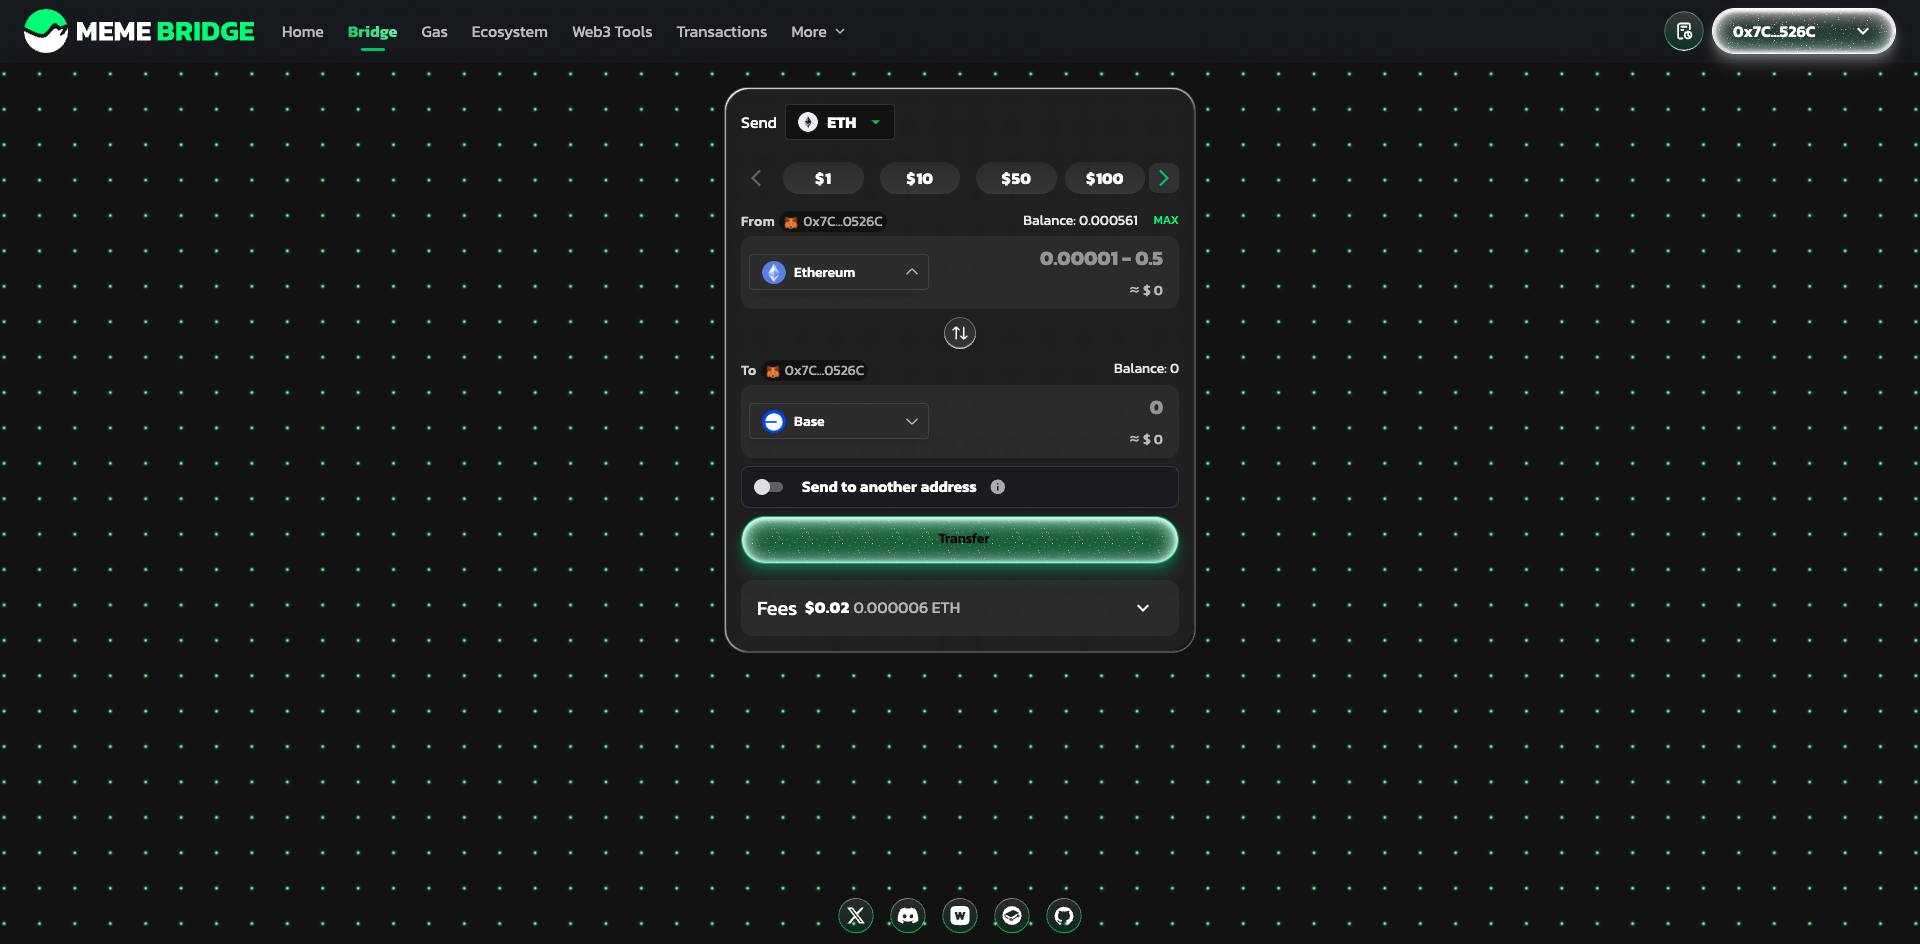 MEME BRIDGE Home Bridge Gas Ecosystem Web3 Tools Transactions More 0x7C...526C
Send ETH
$1 $10 $50 $100
From 0x7C...0526C Balance: 0.000561 MAX
Ethereum 0.00001 - 0.5
≈ $ 0
To 0x7C...0526C Balance: 0
Base 0
≈ $ 0
Send to another address
Transfer
Fees $0.02 0.000006 ETH